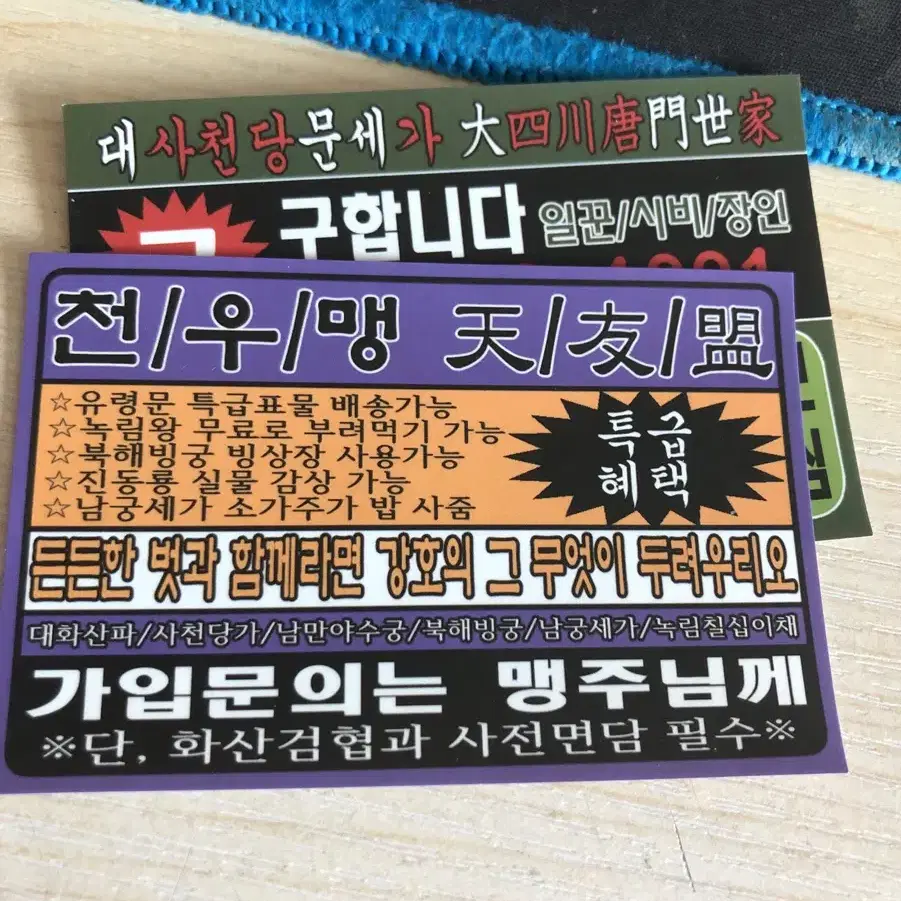 대 사천당문세가 大四川唐門世家
구합니다 일꾼/시비/장인
천/우/맹 天/友/盟
☆유령문 특급표물 배송가능
☆녹림왕 무료로 부려먹기 가능
☆북해빙궁 빙상장 사용가능
☆진동룡 실물 감상 가능
☆남궁세가 소가주가 밥 사줌
특급
혜택
든든한 벗과 함께라면 강호의 그 무엇이 두려우리오
대화산파/사천당가/남만야수궁/북해빙궁/남궁세가/녹림칠십이채
가입문의는 맹주님께
※단, 화산검협과 사전면담 필수※